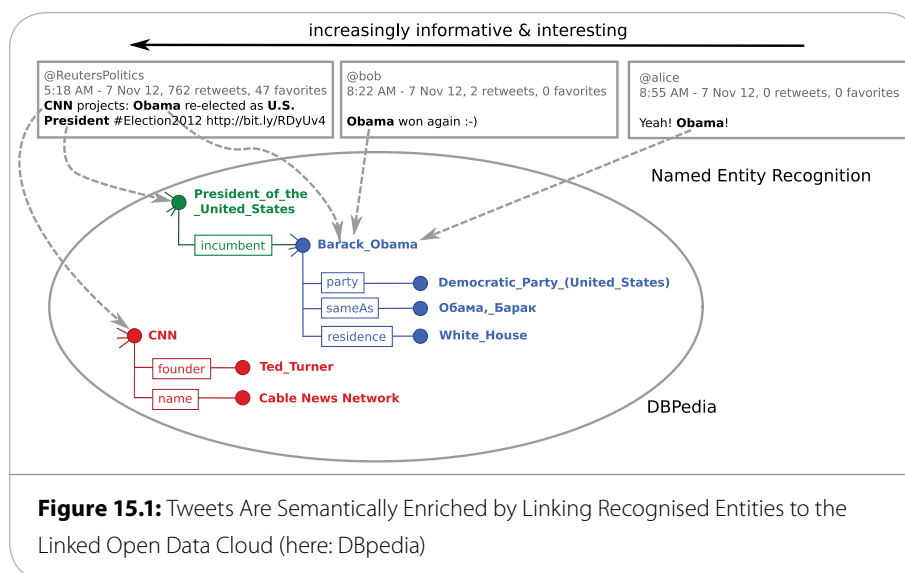 increasingly informative & interesting
@ReutersPolitics
5:18 AM - 7 Nov 12, 762 retweets, 47 favorites
CNN projects: Obama re-elected as U.S.
President #Election2012 http://bit.ly/RDyUv4
@bob
8:22 AM - 7 Nov 12, 2 retweets, 0 favorites
Obama won again :-)
@alice
8:55 AM - 7 Nov 12, 0 retweets, 0 favorites
Yeah! Obama!
Named Entity Recognition
President_of_the
_United_States
incumbent
Barack_Obama
party
Democratic_Party_(United_States)
sameAs
Обама,_Барак
residence
White_House
CNN
founder
Ted_Turner
name
Cable News Network
DBPedia
Figure 15.1: Tweets Are Semantically Enriched by Linking Recognised Entities to the
Linked Open Data Cloud (here: DBpedia)